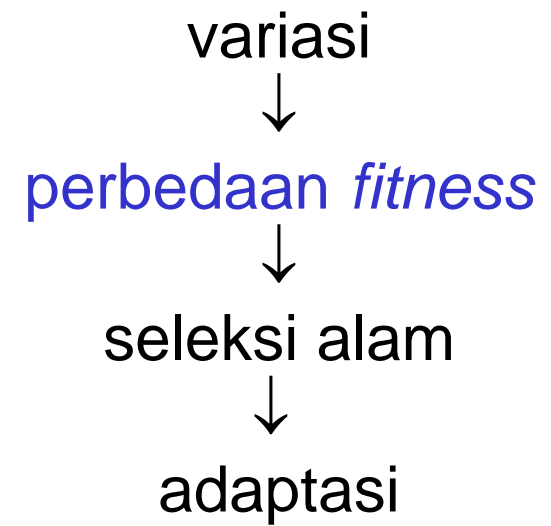 variasi
↓
perbedaan fitness
↓
seleksi alam
↓
adaptasi